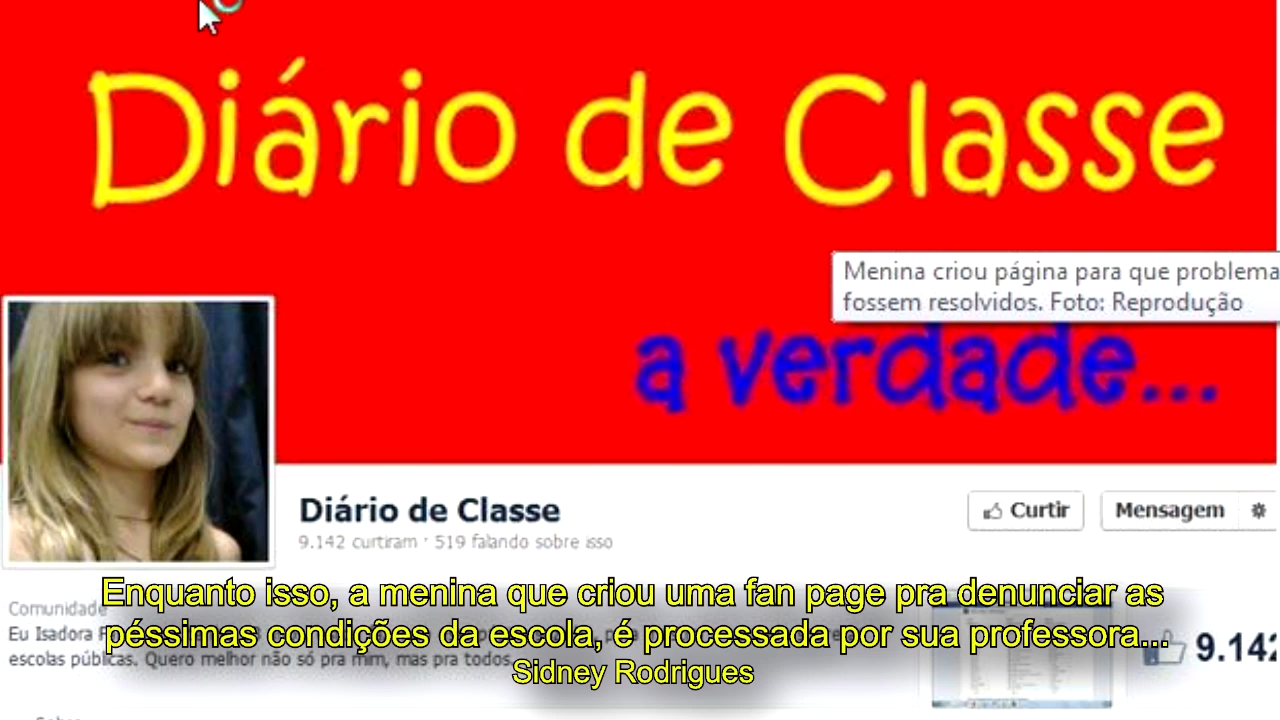 Diário de Classe
Menina criou página para que problema
fossem resolvidos. Foto: Reprodução
a verdade...
Diário de Classe
Curtir
Mensagem
9.142 curtiram · 519 falando sobre isso
Enquanto isso, a menina que criou uma fan page pra denunciar as
Comunidade
Eu Isadora
péssimas condições da escola, é processada por sua professora...
9.142
escolas públicas. Quero melhor não só pra mim, mas pra todos.
Sidney Rodrigues